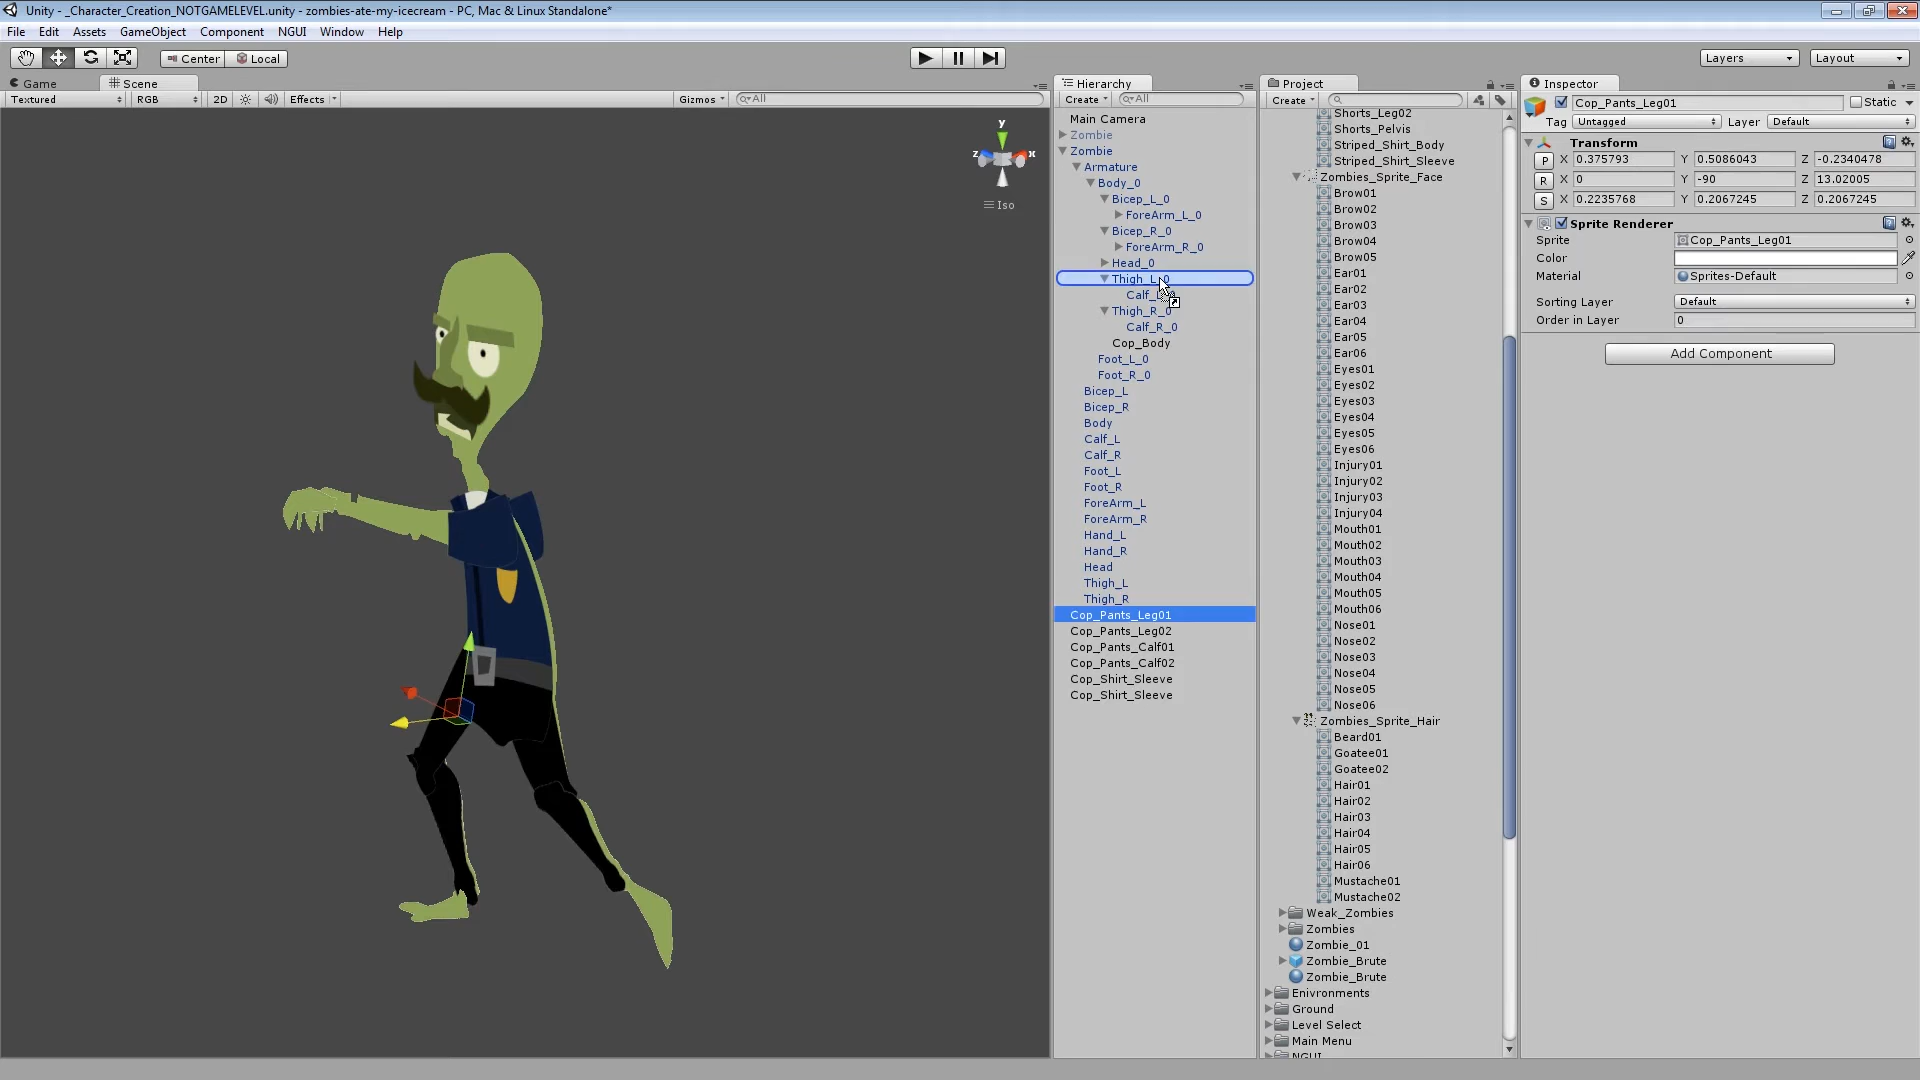 Unity - _Character_Creation_NOTGAMELEVEL.unity - zombies-ate-my-icecream - PC, Mac & Linux Standalone*
File Edit Assets GameObject Component NGUI Window Help
Center Local
Layers Layout
Game Scene
Textured RGB 2D Effects Gizmos All
y
z x
Iso
Hierarchy
Create All
Main Camera
Zombie
Zombie
Armature
Body_0
Bicep_L_0
ForeArm_L_0
Bicep_R_0
ForeArm_R_0
Head_0
Thigh_L_0
Calf_
Thigh_R_0
Calf_R_0
Cop_Body
Foot_L_0
Foot_R_0
Bicep_L
Bicep_R
Body
Calf_L
Calf_R
Foot_L
Foot_R
ForeArm_L
ForeArm_R
Hand_L
Hand_R
Head
Thigh_L
Thigh_R
Cop_Pants_Leg01
Cop_Pants_Leg02
Cop_Pants_Calf01
Cop_Pants_Calf02
Cop_Shirt_Sleeve
Cop_Shirt_Sleeve
Project
Create
Shorts_Leg02
Shorts_Pelvis
Striped_Shirt_Body
Striped_Shirt_Sleeve
Zombies_Sprite_Face
Brow01
Brow02
Brow03
Brow04
Brow05
Ear01
Ear02
Ear03
Ear04
Ear05
Ear06
Eyes01
Eyes02
Eyes03
Eyes04
Eyes05
Eyes06
Injury01
Injury02
Injury03
Injury04
Mouth01
Mouth02
Mouth03
Mouth04
Mouth05
Mouth06
Nose01
Nose02
Nose03
Nose04
Nose05
Nose06
Zombies_Sprite_Hair
Beard01
Goatee01
Goatee02
Hair01
Hair02
Hair03
Hair04
Hair05
Hair06
Mustache01
Mustache02
Weak_Zombies
Zombies
Zombie_01
Zombie_Brute
Zombie_Brute
Enivronments
Ground
Level Select
Main Menu
NGUI
Inspector
Cop_Pants_Leg01 Static
Tag Untagged Layer Default
Transform
P X 0.375793 Y 0.5086043 Z -0.2340478
R X 0 Y -90 Z 13.02005
S X 0.2235768 Y 0.2067245 Z 0.2067245
Sprite Renderer
Sprite Cop_Pants_Leg01
Color
Material Sprites-Default
Sorting Layer Default
Order in Layer 0
Add Component